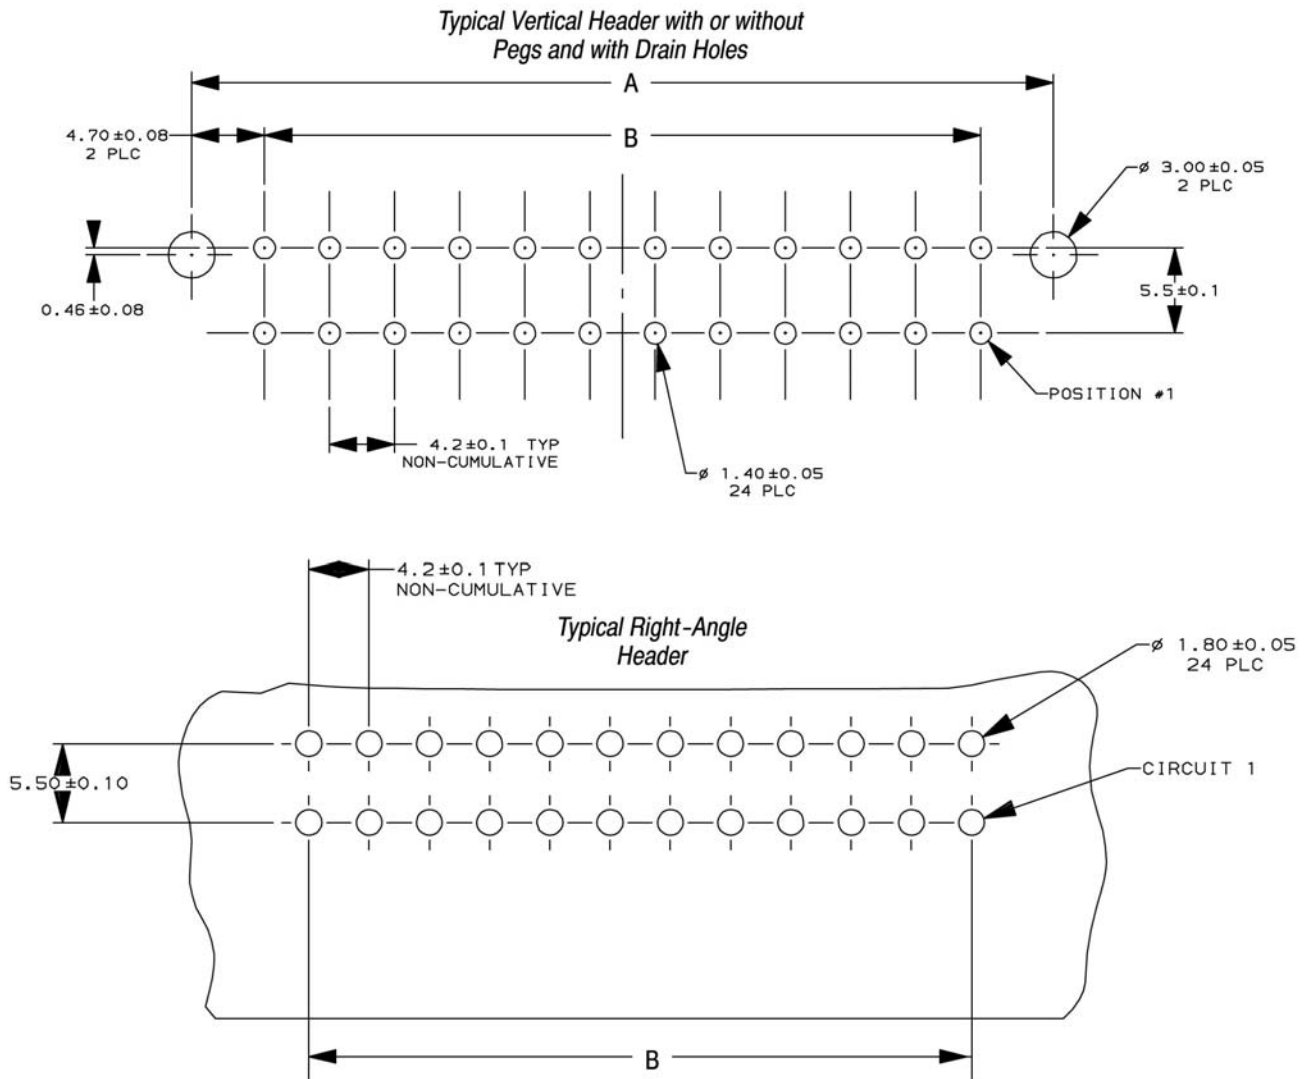 Typical Vertical Header with or without
Pegs and with Drain Holes
A
4.70±0.08
2 PLC
B
ø 3.00±0.05
2 PLC
0.46±0.08
5.5±0.1
POSITION #1
4.2±0.1 TYP
NON-CUMULATIVE
ø 1.40±0.05
24 PLC
4.2±0.1 TYP
NON-CUMULATIVE
Typical Right-Angle
Header
ø 1.80±0.05
24 PLC
5.50±0.10
CIRCUIT 1
B